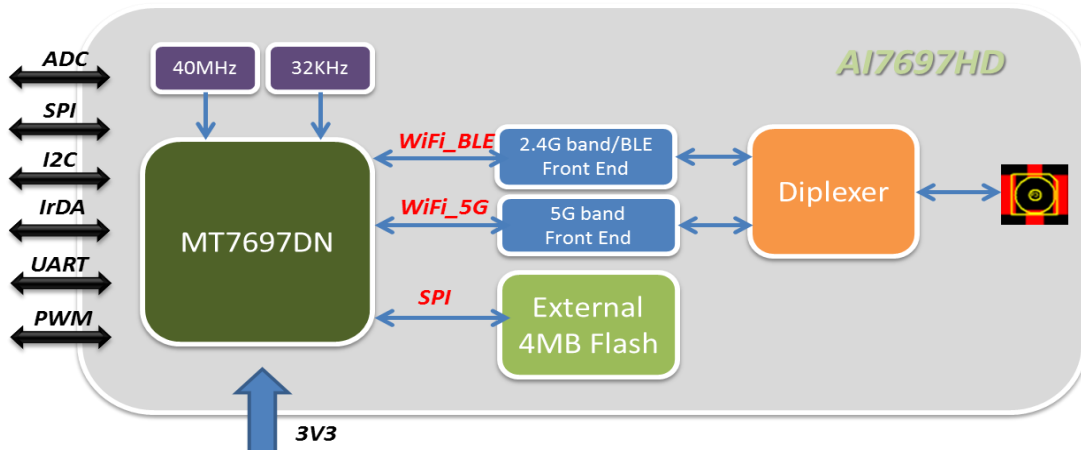 AI7697HD
ADC
SPI
I2C
IrDA
UART
PWM
40MHz
32KHz
MT7697DN
WiFi_BLE
WiFi_5G
SPI
2.4G band/BLE
Front End
5G band
Front End
External
4MB Flash
Diplexer
3V3